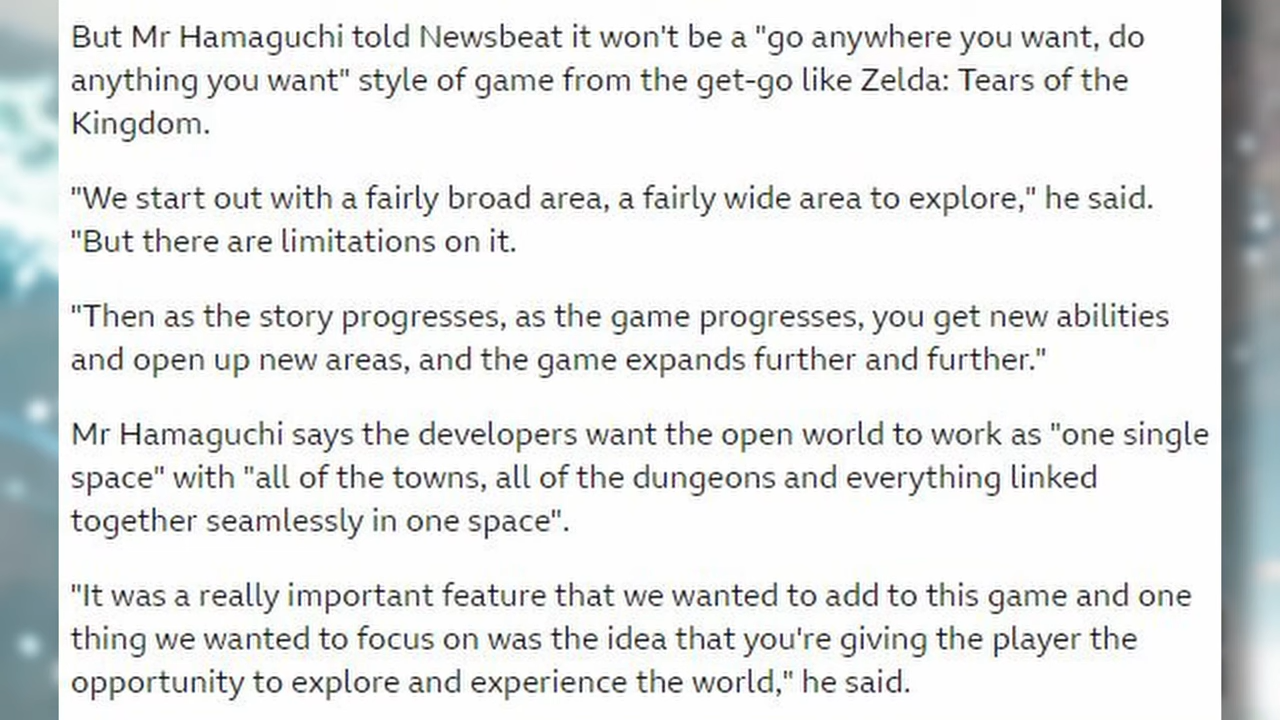 But Mr Hamaguchi told Newsbeat it won't be a "go anywhere you want, do
anything you want" style of game from the get-go like Zelda: Tears of the
Kingdom.
"We start out with a fairly broad area, a fairly wide area to explore," he said.
"But there are limitations on it.
"Then as the story progresses, as the game progresses, you get new abilities
and open up new areas, and the game expands further and further."
Mr Hamaguchi says the developers want the open world to work as "one single
space" with "all of the towns, all of the dungeons and everything linked
together seamlessly in one space".
"It was a really important feature that we wanted to add to this game and one
thing we wanted to focus on was the idea that you're giving the player the
opportunity to explore and experience the world," he said.